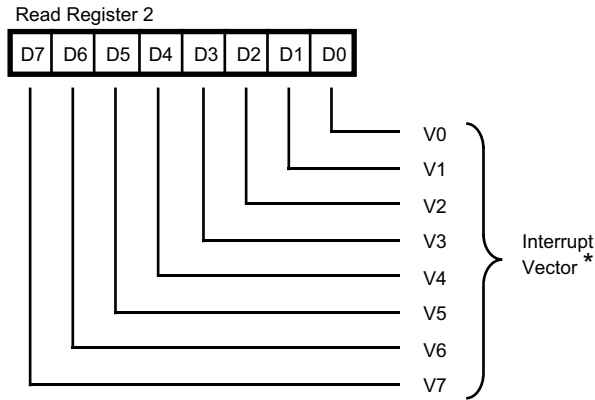 Read Register 2
D7 D6 D5 D4 D3 D2 D1 D0
V0
V1
V2
V3
V4
V5
V6
V7
Interrupt
Vector *